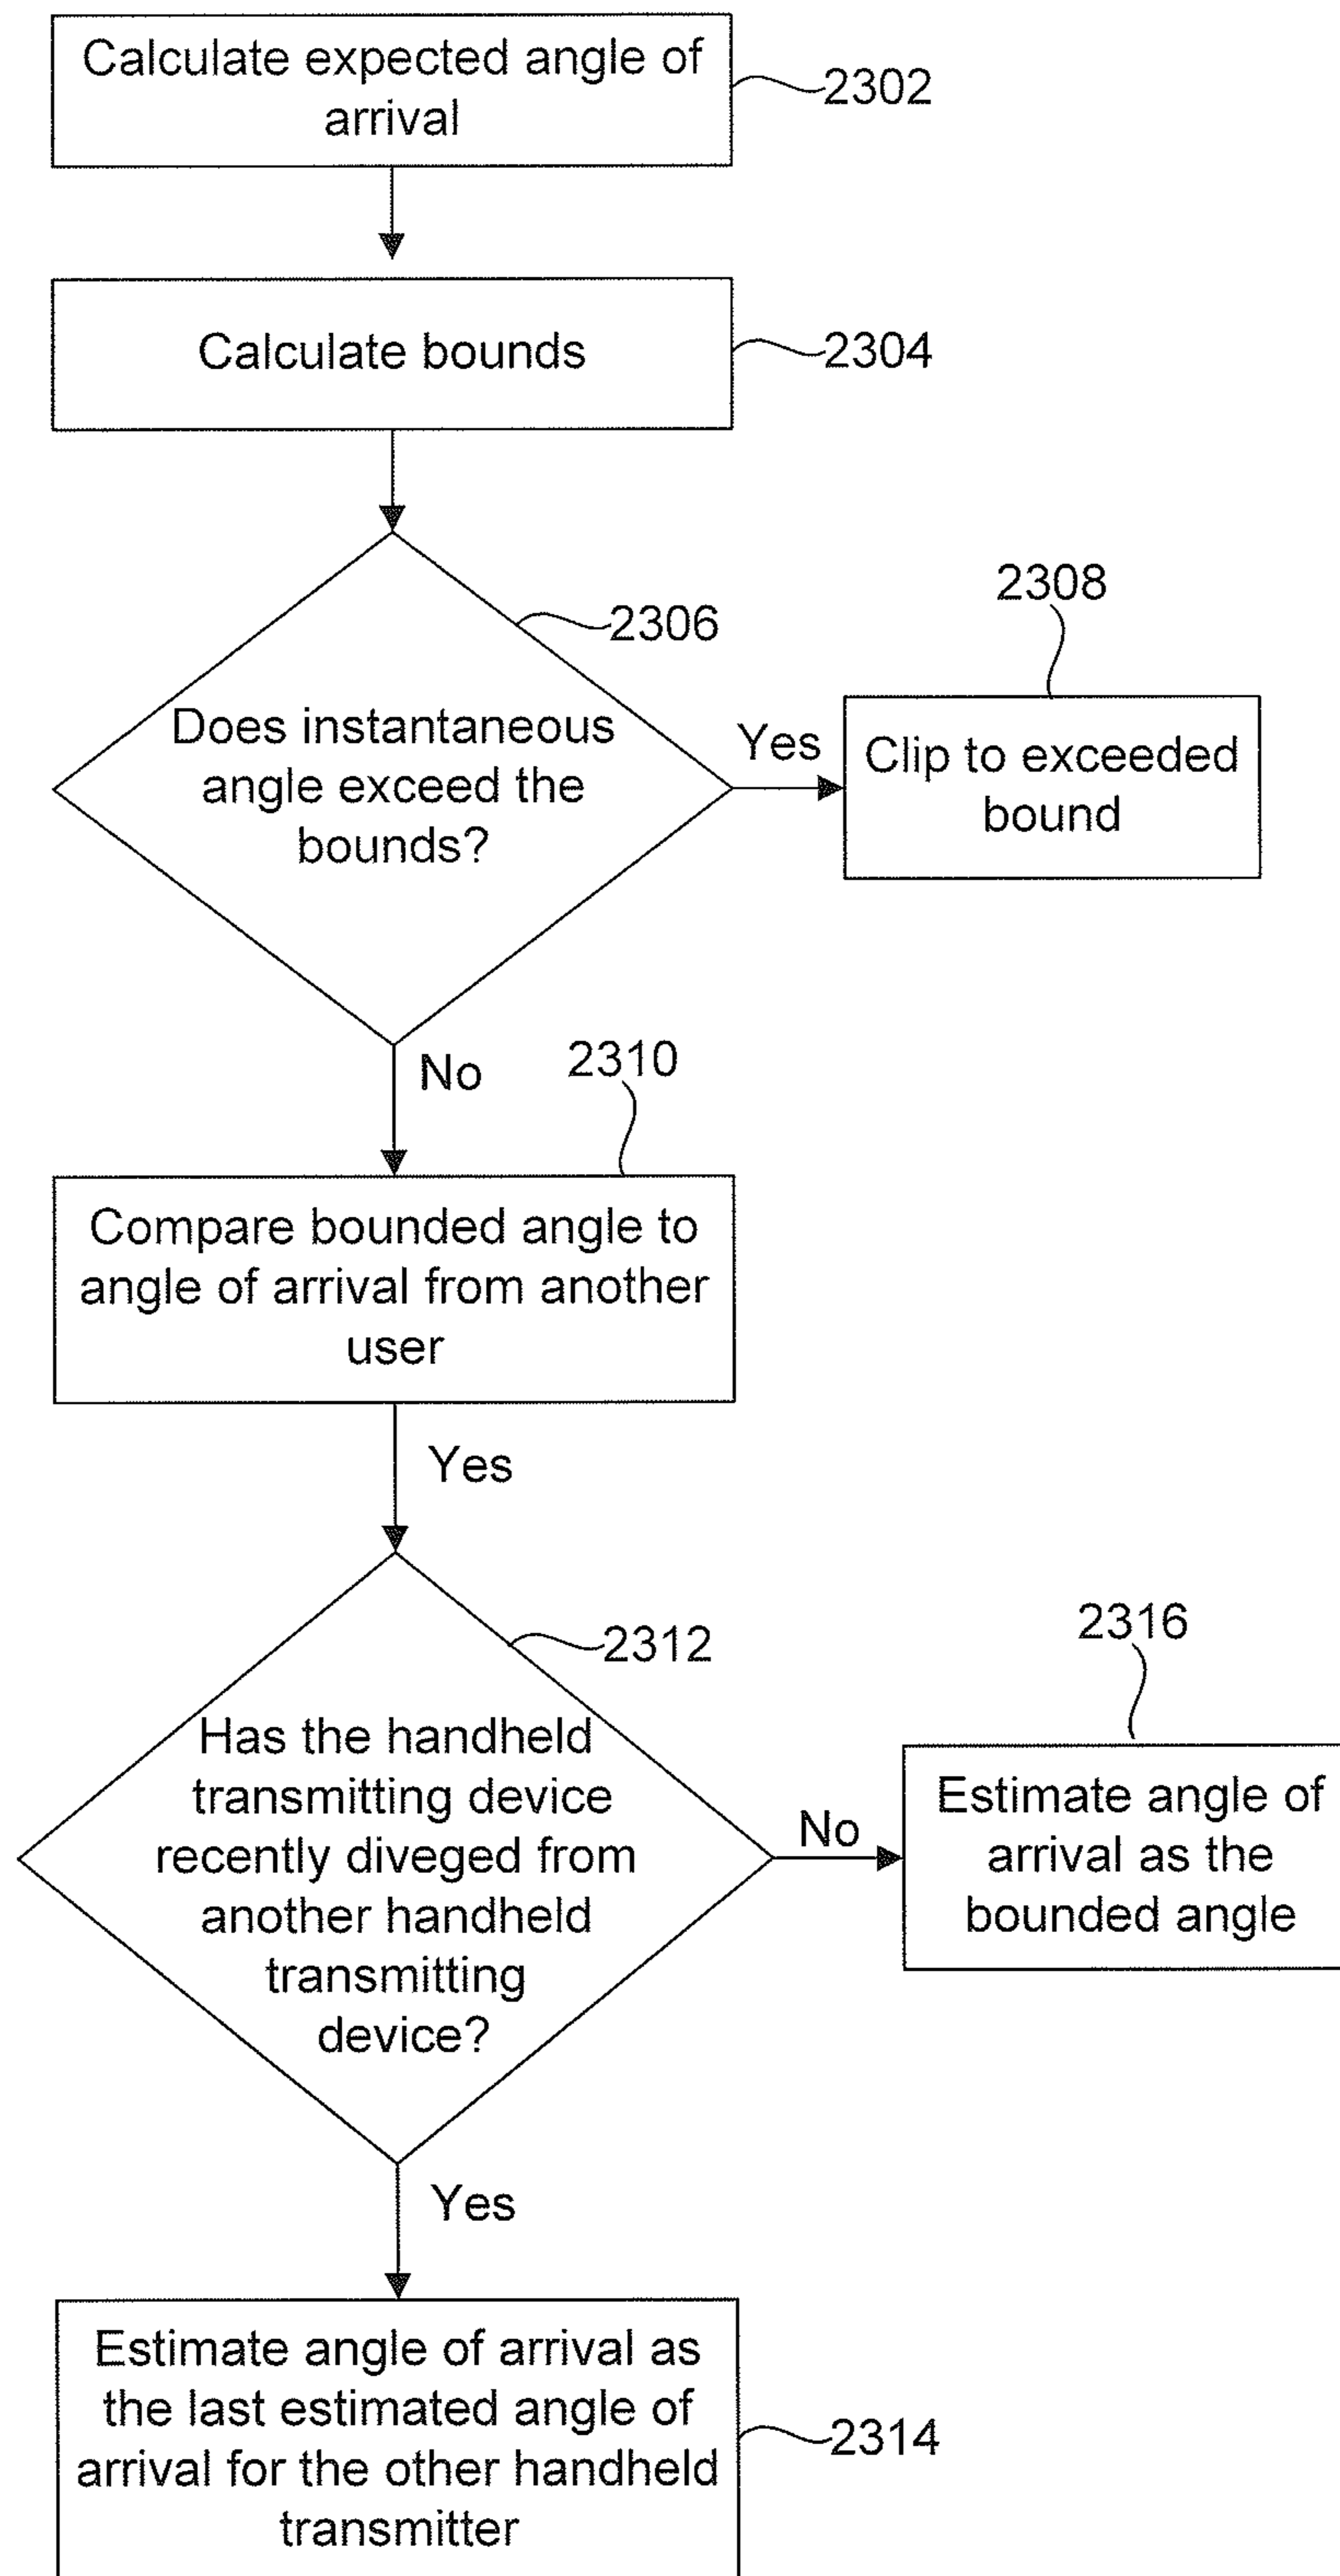 Calculate expected angle of
arrival
2302
Calculate bounds
2304
2306
Does instantaneous
angle exceed the
bounds?
Yes
2308
Clip to exceeded
bound
No
2310
Compare bounded angle to
angle of arrival from another
user
Yes
2312
Has the handheld
transmitting device
recently diveged from
another handheld
transmitting
device?
No
2316
Estimate angle of
arrival as the
bounded angle
Yes
Estimate angle of arrival as
the last estimated angle of
arrival for the other handheld
transmitter
2314